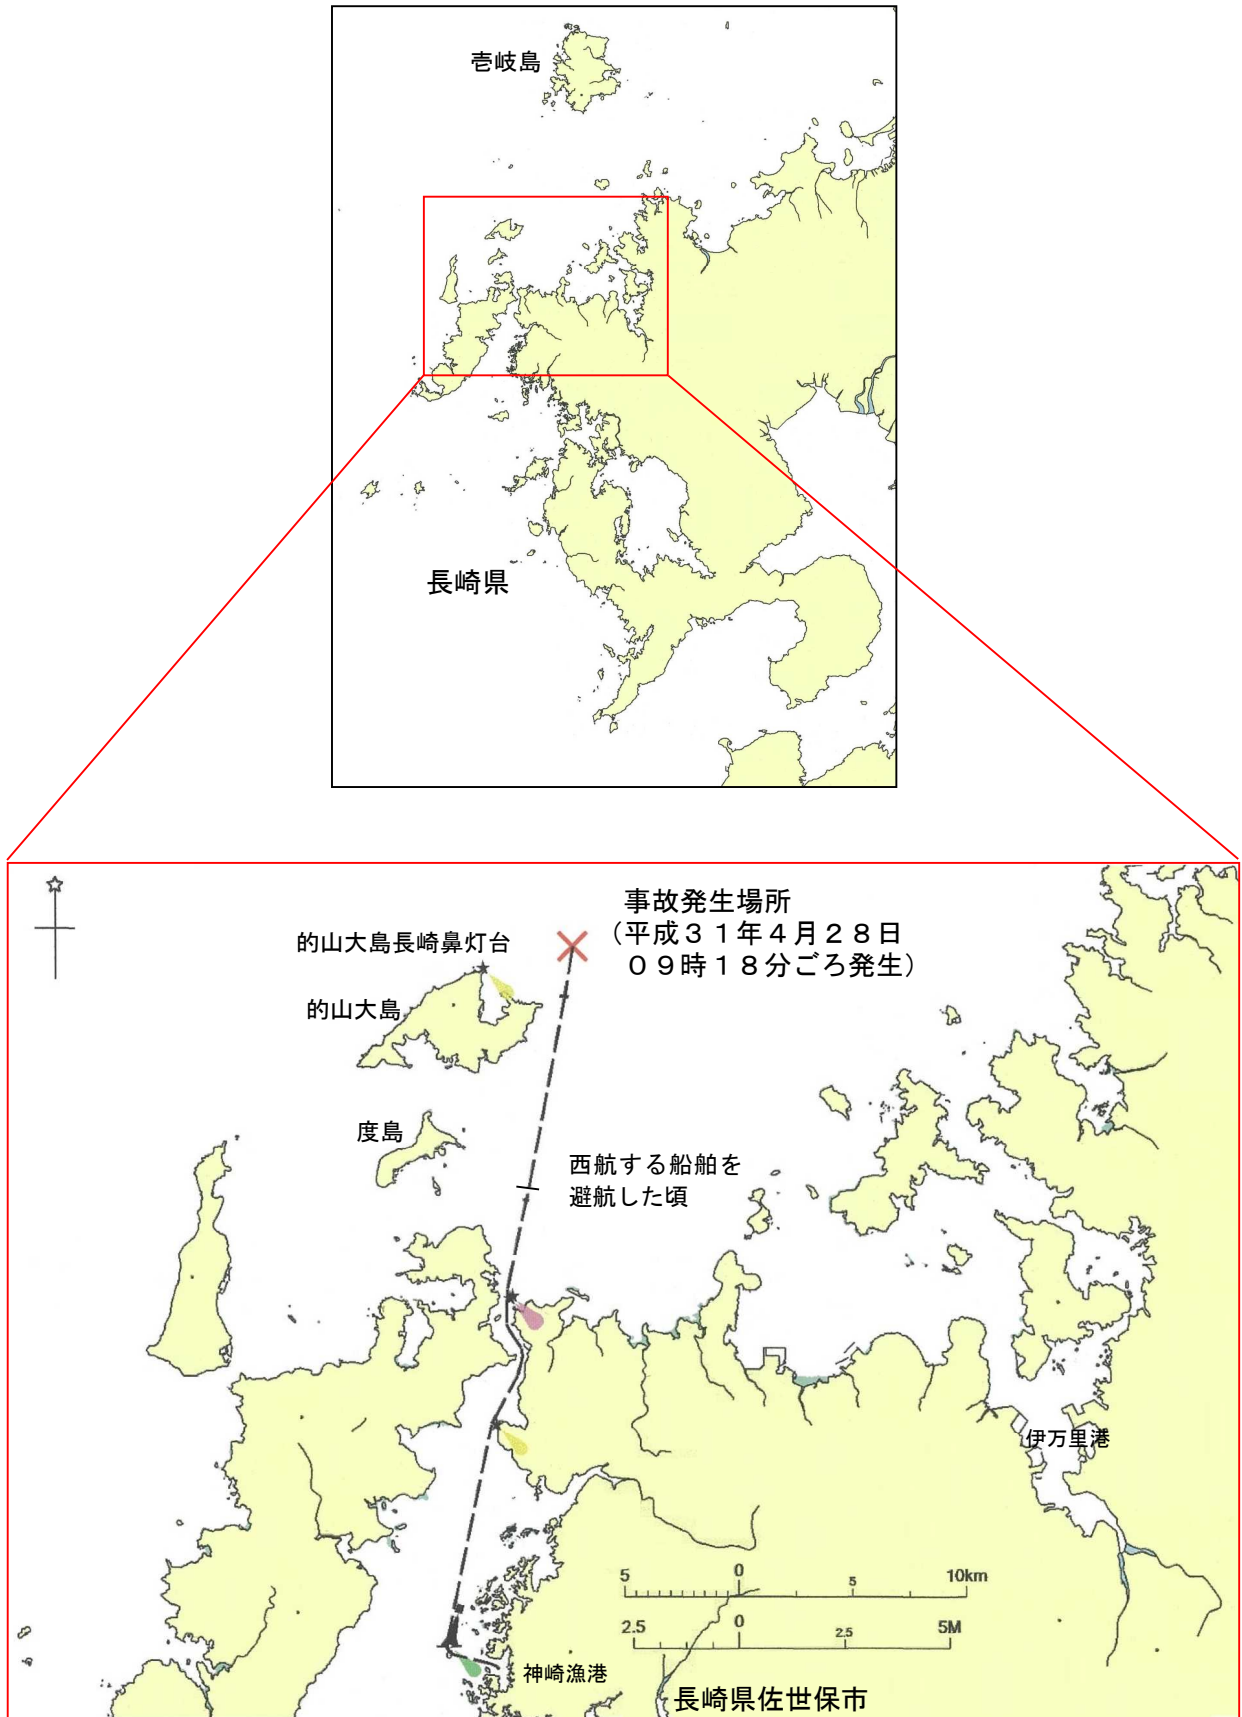 壱岐島
長崎県
事故発生場所
（平成３１年４月２８日
０９時１８分ごろ発生）
的山大島長崎鼻灯台
的山大島
度島
西航する船舶を
避航した頃
伊万里港
5 0 5 10km
2.5 0 2.5 5M
神崎漁港
長崎県佐世保市